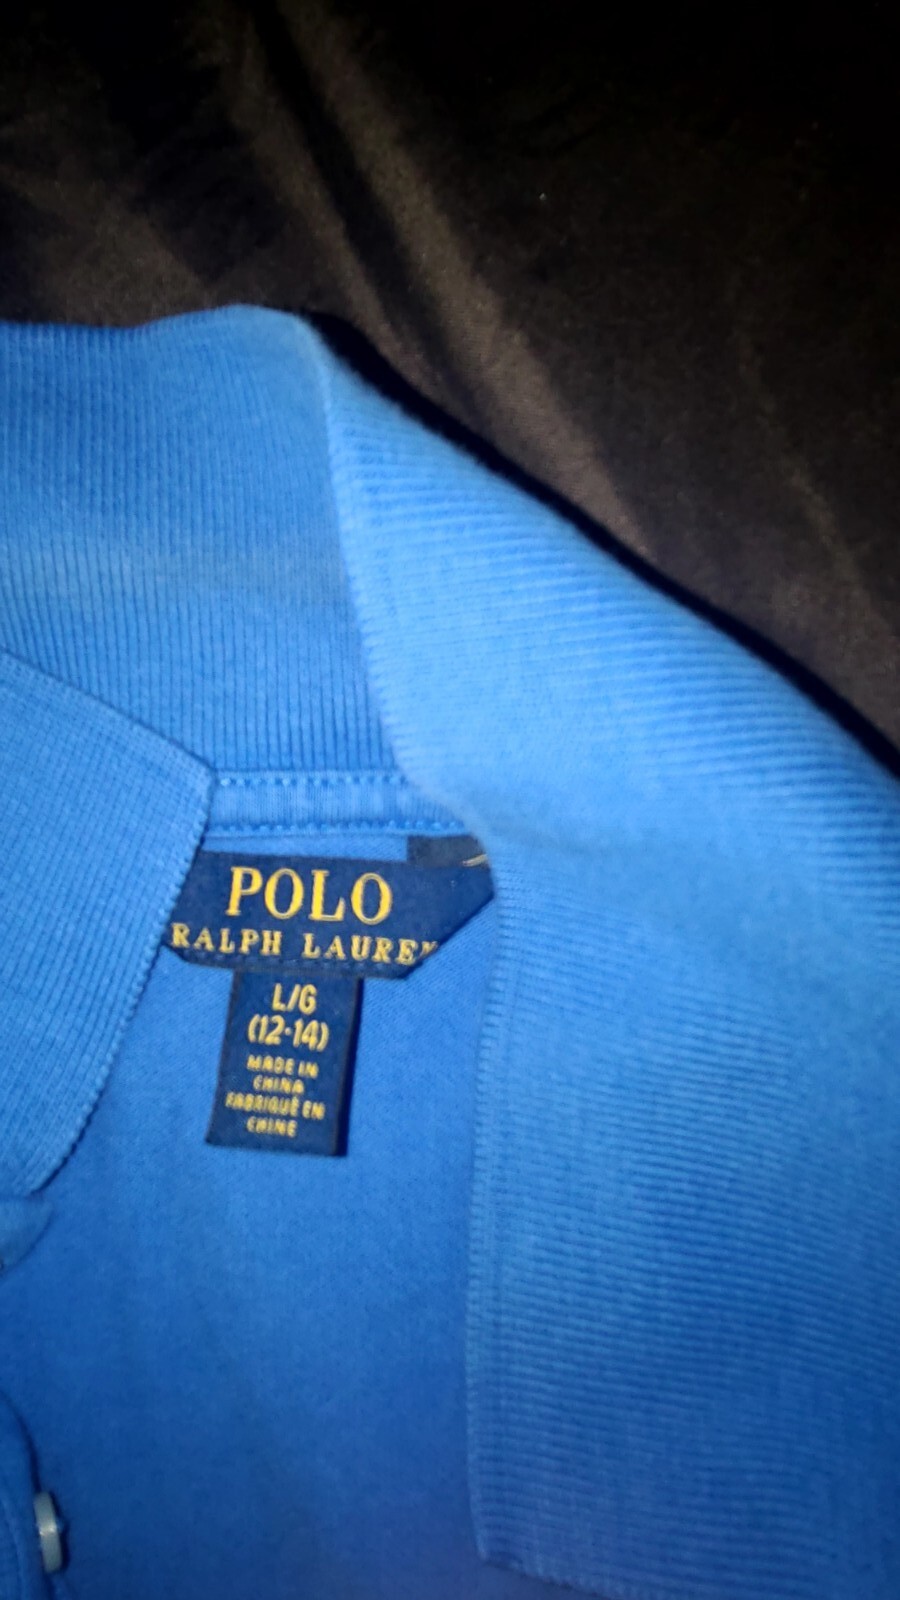 POLO
RALPH LAUREN
L/G
(12-14)
MADE IN
CHINA
FABRIQUÉ EN
CHINE